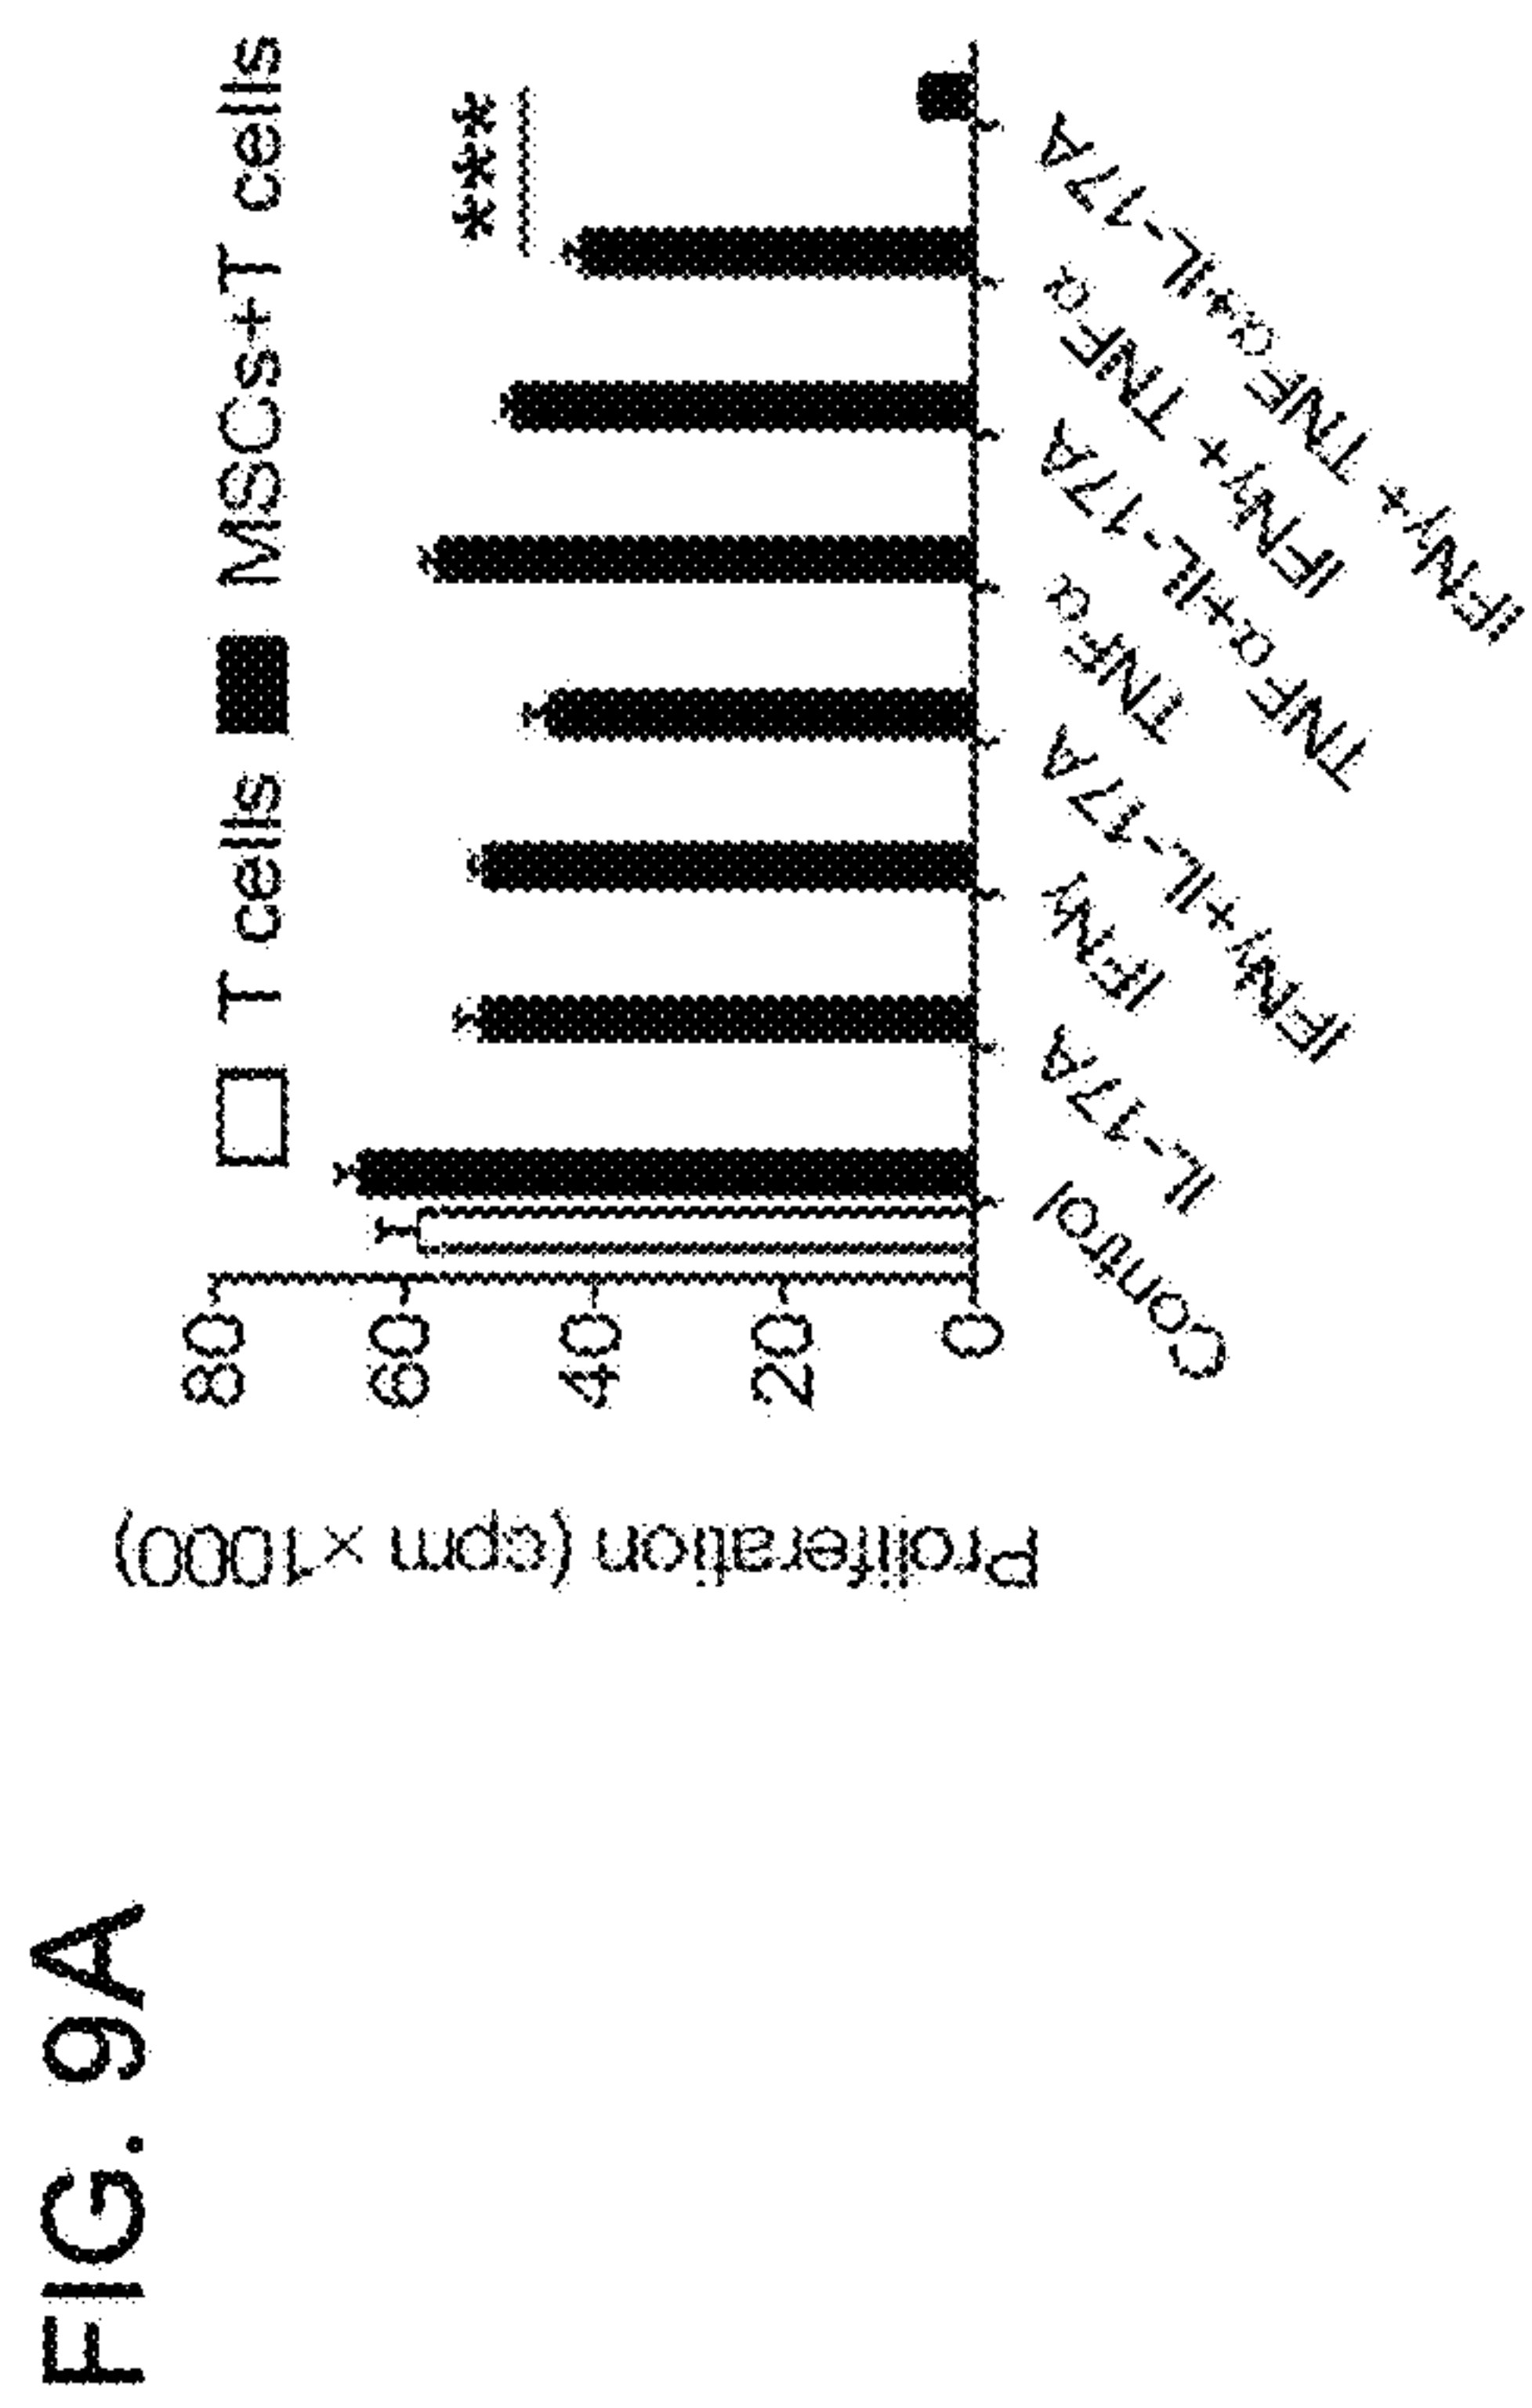 FIG. 9A
T cells
MSCs+T cells
***
Proliferation (cpm × 1000)
80
60
40
20
0
Control
IL-17A
IFNγ
IFNγ+IL-17A
TNFα
TNFα+IL-17A
IFNγ+ TNFα
IFNγ+ TNFα+IL-17A